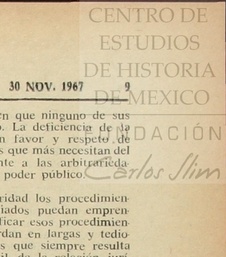 CENTRO DE
ESTUDIOS
DE HISTORIA
DE MEXICO
FUNDACIÓN
Carlos Slim
30 NOV. 1967 9
en que ninguno de sus
o. La deficiencia de la
n favor y respeto de
s que más necesitan del
nte a las arbitrarieda-
poder público.
ridad los procedimien-
iados puedan empren-
ficar esos procedimien-
rdan en largas y tedio-
s que siempre resulta